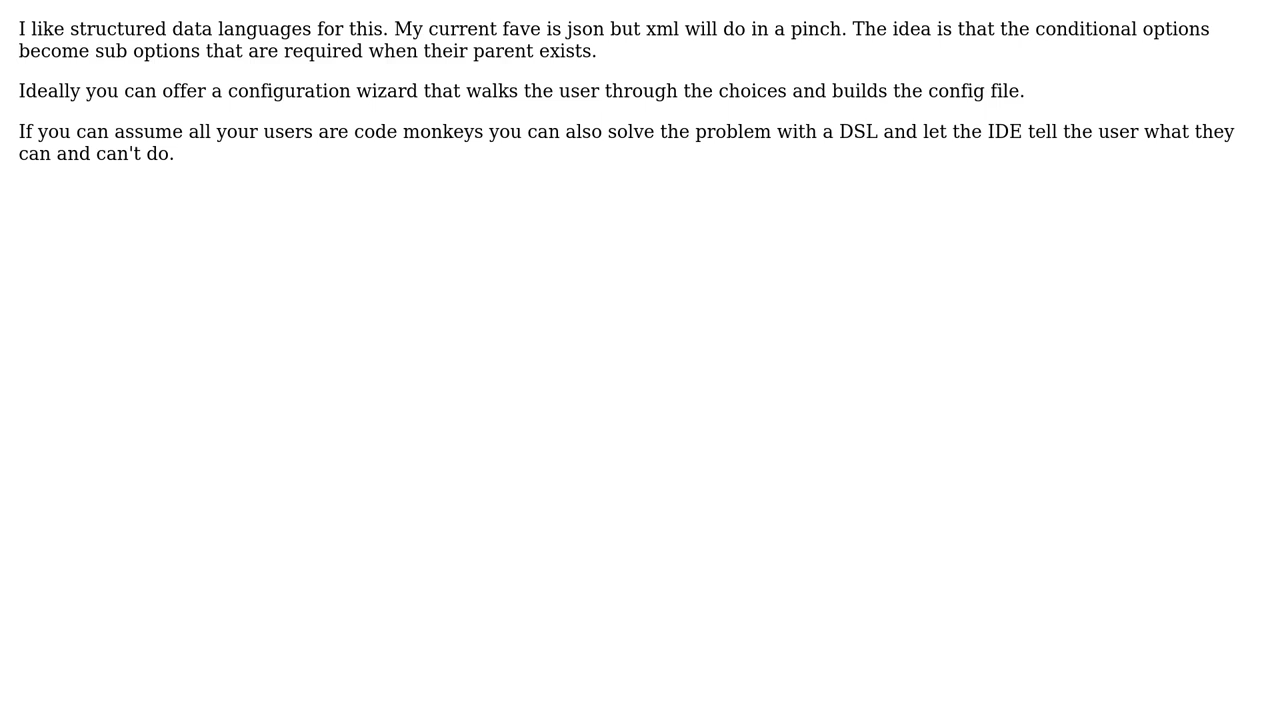 I like structured data languages for this. My current fave is json but xml will do in a pinch. The idea is that the conditional options
become sub options that are required when their parent exists.
Ideally you can offer a configuration wizard that walks the user through the choices and builds the config file.
If you can assume all your users are code monkeys you can also solve the problem with a DSL and let the IDE tell the user what they
can and can't do.